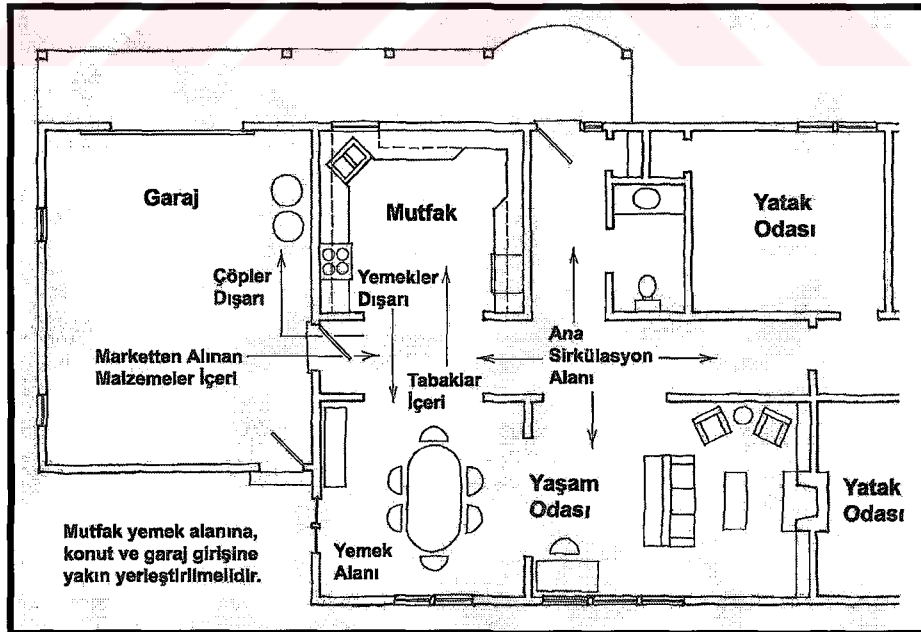 Garaj
Mutfak
Yatak
Odası
Çöpler
Dışarı
Yemekler
Dışarı
Marketten Alınan
Malzemeler İçeri
Tabaklar
İçeri
Ana
Sirkülasyon
Alanı
Yaşam
Odası
Yatak
Odası
Yemek
Alanı
Mutfak yemek alanına,
konut ve garaj girişine
yakın yerleştirilmelidir.